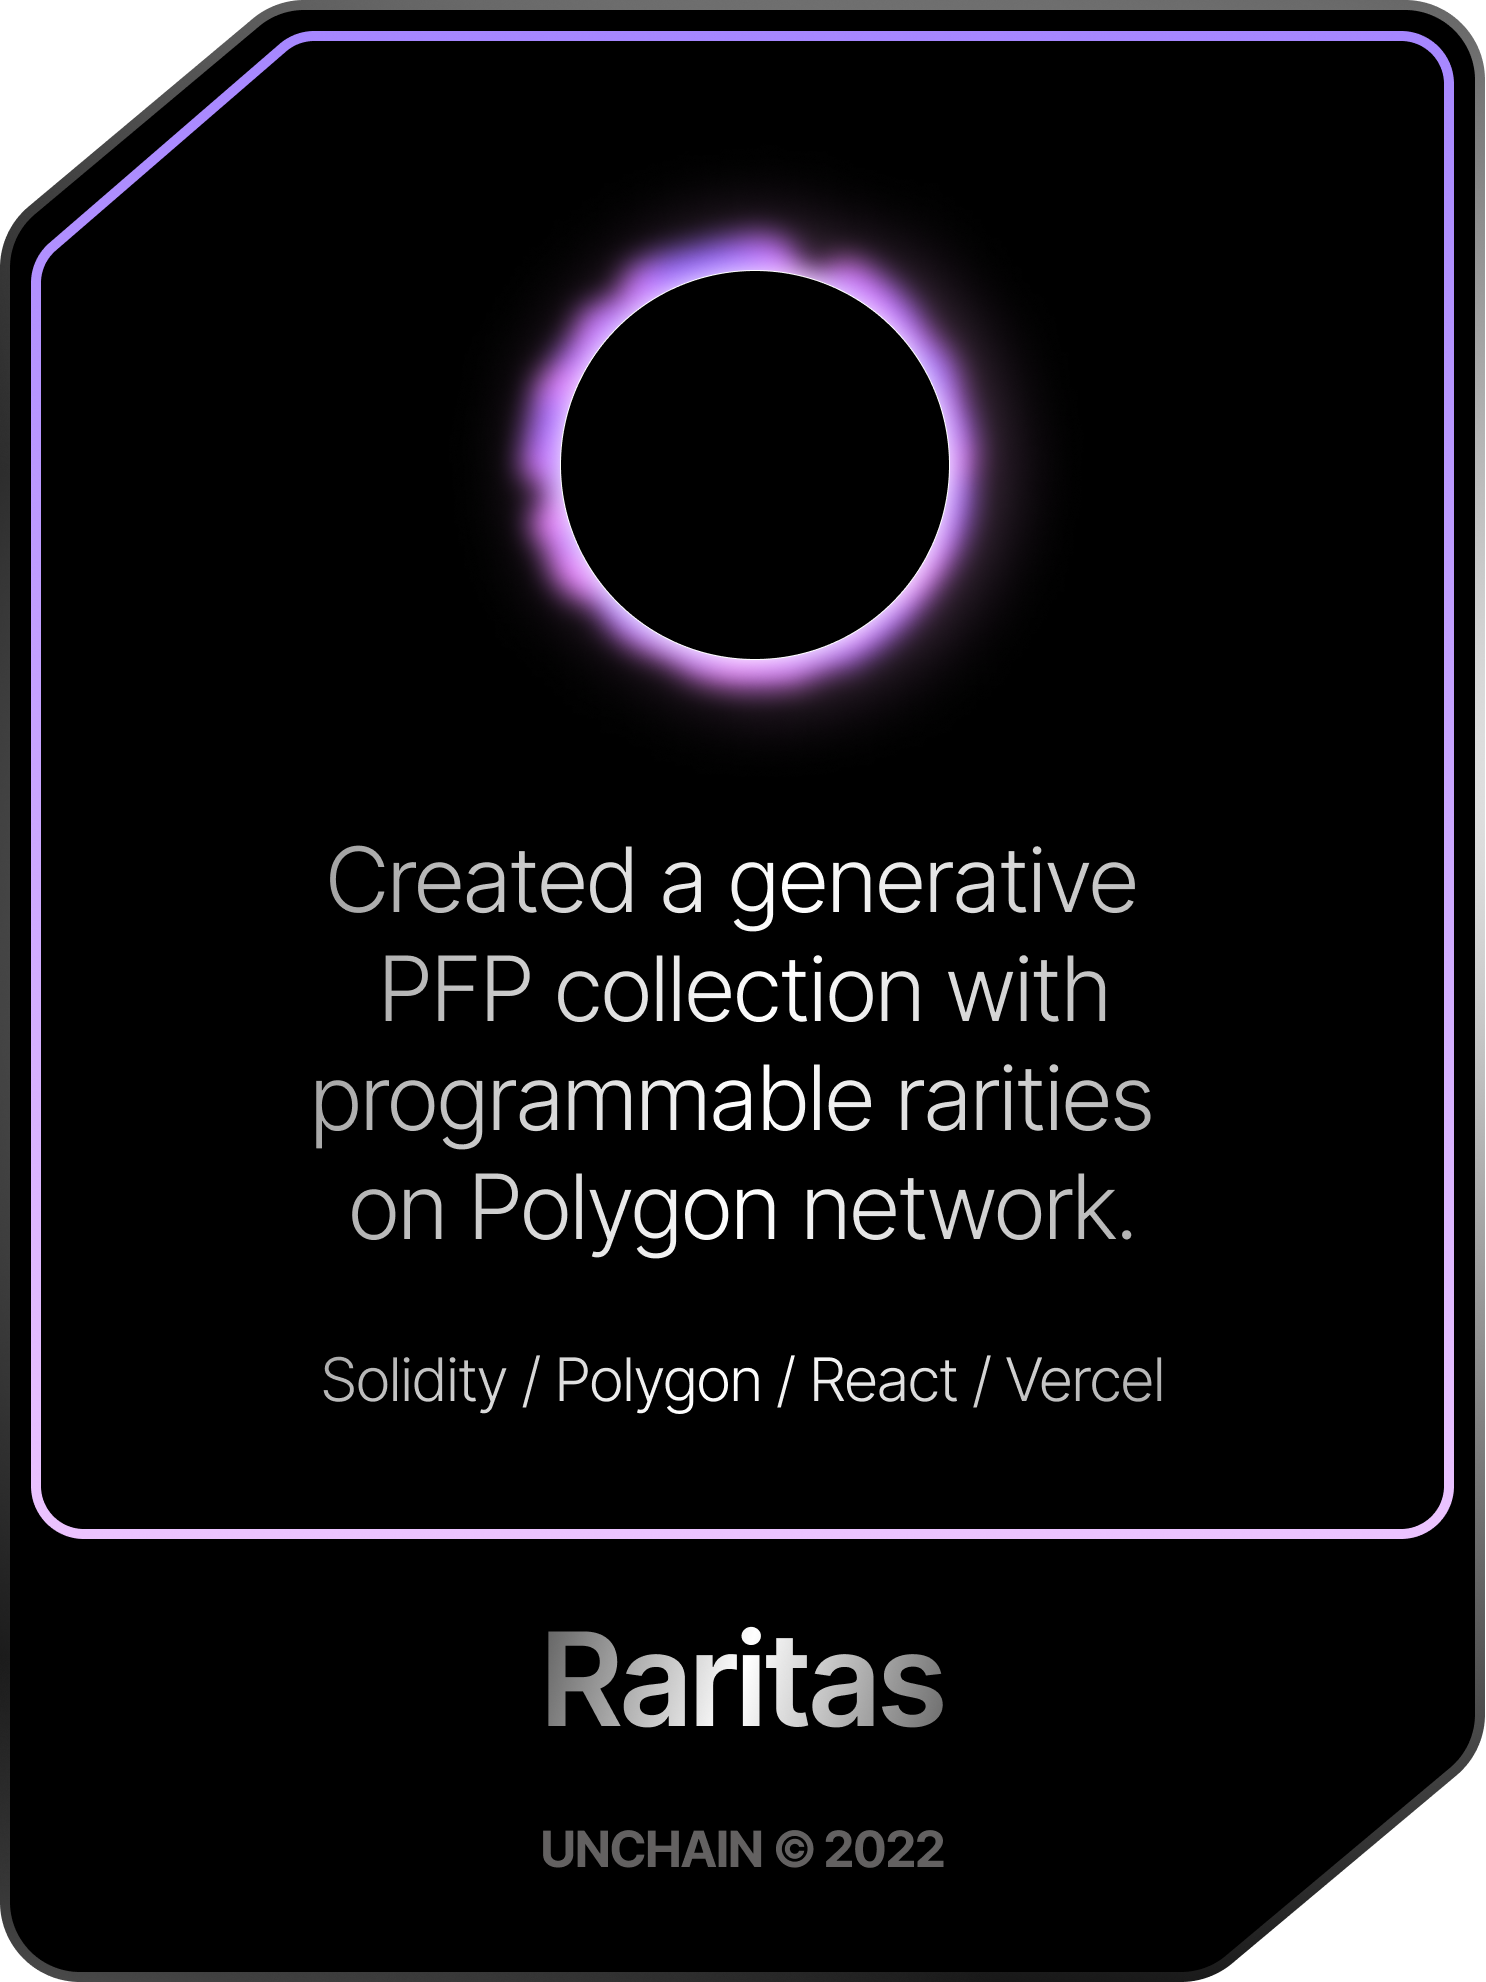 Created a generative
PFP collection with
programmable rarities
on Polygon network.
Solidity / Polygon / React / Vercel
Raritas
UNCHAIN © 2022